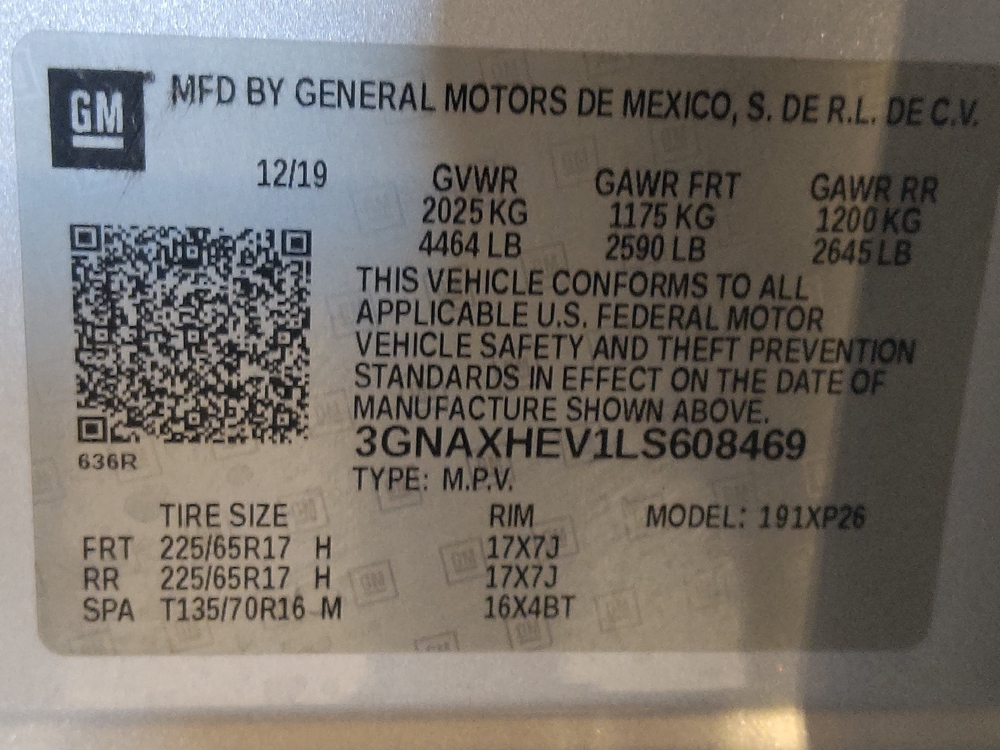 GM MFD BY GENERAL MOTORS DE MEXICO, S. DE R.L. DE C.V.
12/19 GVWR GAWR FRT GAWR RR
2025 KG 1175 KG 1200 KG
4464 LB 2590 LB 2645 LB
THIS VEHICLE CONFORMS TO ALL
APPLICABLE U.S. FEDERAL MOTOR
VEHICLE SAFETY AND THEFT PREVENTION
STANDARDS IN EFFECT ON THE DATE OF
MANUFACTURE SHOWN ABOVE.
3GNAXHEV1LS608469
636R
TYPE: M.P.V.
TIRE SIZE RIM MODEL: 191XP26
FRT 225/65R17 H 17X7J
RR 225/65R17 H 17X7J
SPA T135/70R16 M 16X4BT